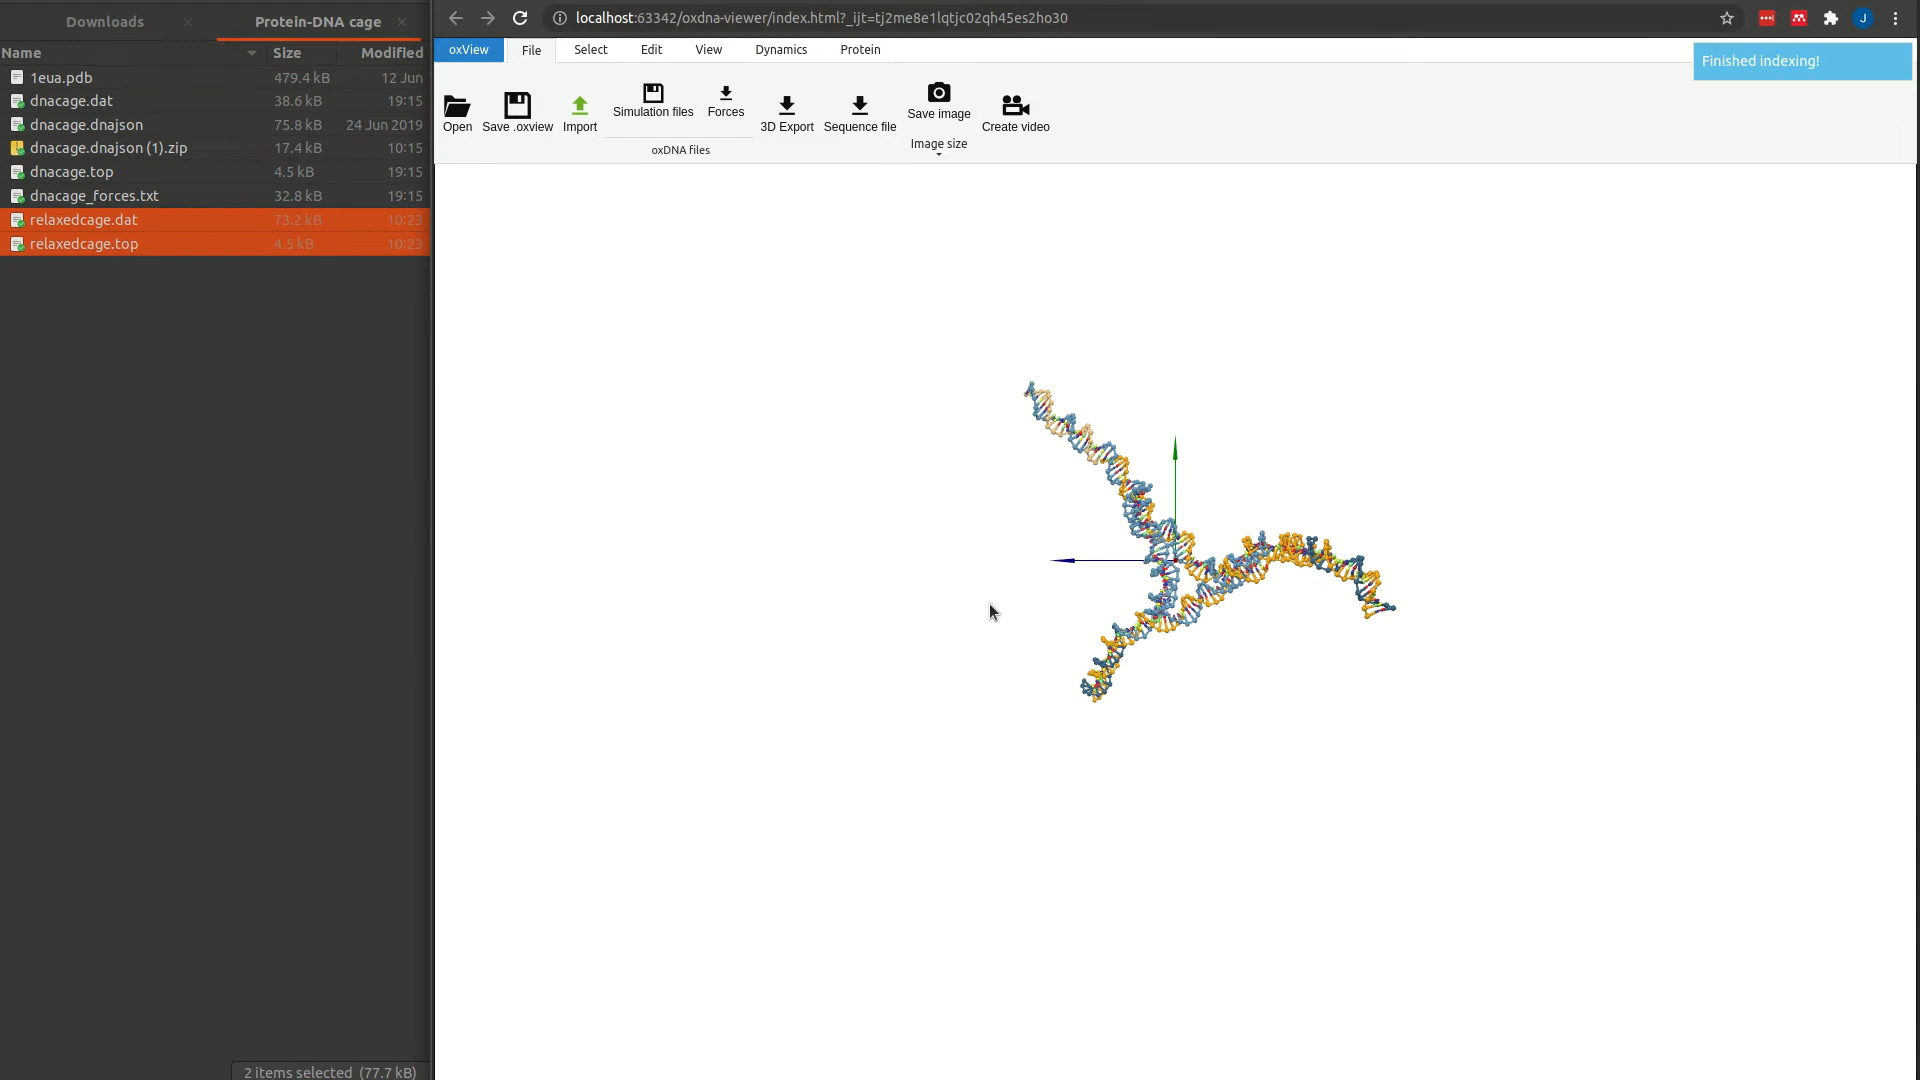 Downloads
Protein-DNA cage
Name Size Modified
1eua.pdb 479.4 kB 12 Jun
dnacage.dat 38.6 kB 19:15
dnacage.dnajson 75.8 kB 24 Jun 2019
dnacage.dnajson (1).zip 17.4 kB 10:15
dnacage.top 4.5 kB 19:15
dnacage_forces.txt 32.8 kB 19:15
relaxedcage.dat 73.2 kB 10:23
relaxedcage.top 4.5 kB 10:23
2 items selected (77.7 kB)
localhost:63342/oxdna-viewer/index.html?_ijt=tj2me8e1lqtjc02qh45es2ho30
J
oxView File Select Edit View Dynamics Protein
Finished indexing!
Open
Save .oxview
Import
Simulation files
Forces
oxDNA files
3D Export
Sequence file
Save image
Image size
Create video